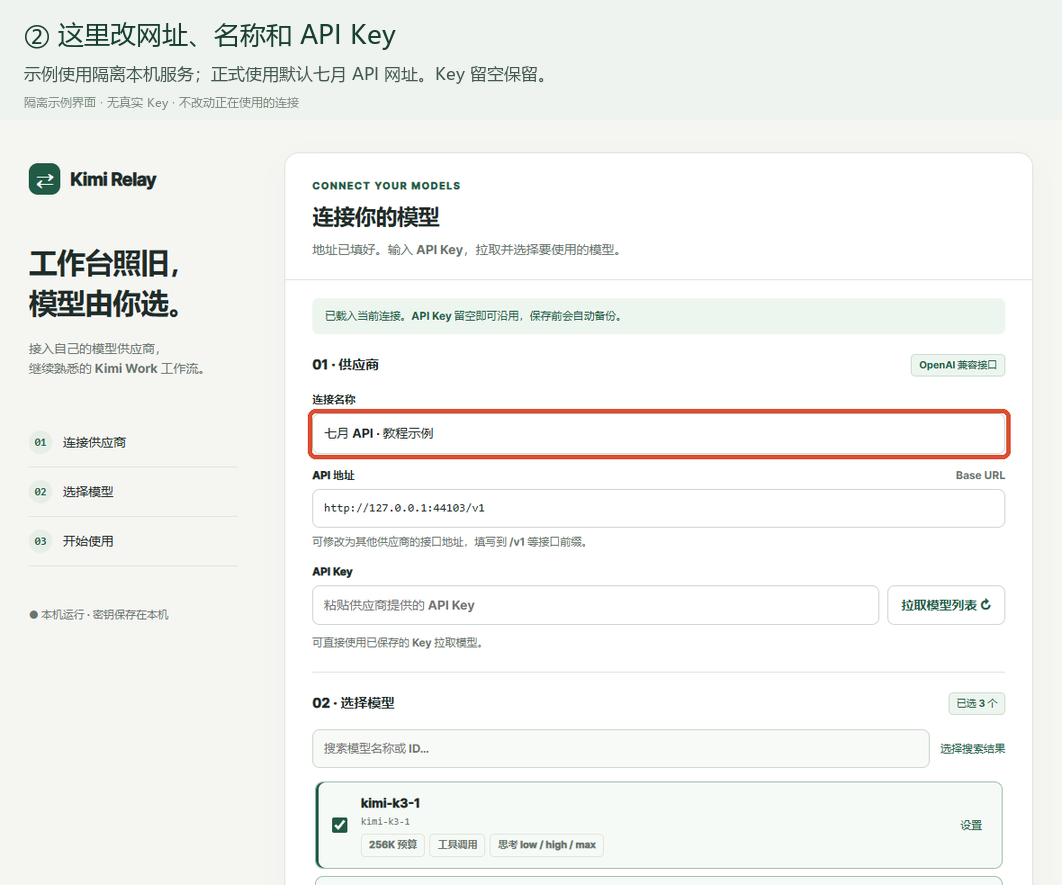 ② 这里改网址、名称和 API Key
示例使用隔离本机服务；正式使用默认七月 API 网址。Key 留空保留。
隔离示例界面 · 无真实 Key · 不改动正在使用的连接
Kimi Relay
工作台照旧，
模型由你选。
接入自己的模型供应商，
继续熟悉的 Kimi Work 工作流。
01 连接供应商
02 选择模型
03 开始使用
本机运行 · 密钥保存在本机
CONNECT YOUR MODELS
连接你的模型
地址已填好。输入 API Key，拉取并选择要使用的模型。
已载入当前连接。API Key 留空即可沿用，保存前会自动备份。
01 · 供应商
OpenAI 兼容接口
连接名称
七月 API · 教程示例
API 地址
Base URL
http://127.0.0.1:44103/v1
可修改为其他供应商的接口地址，填写到 /v1 等接口前缀。
API Key
粘贴供应商提供的 API Key
拉取模型列表
可直接使用已保存的 Key 拉取模型。
02 · 选择模型
已选 3 个
搜索模型名称或 ID...
选择搜索结果
kimi-k3-1
kimi-k3-1
256K 预算
工具调用
思考 low / high / max
设置